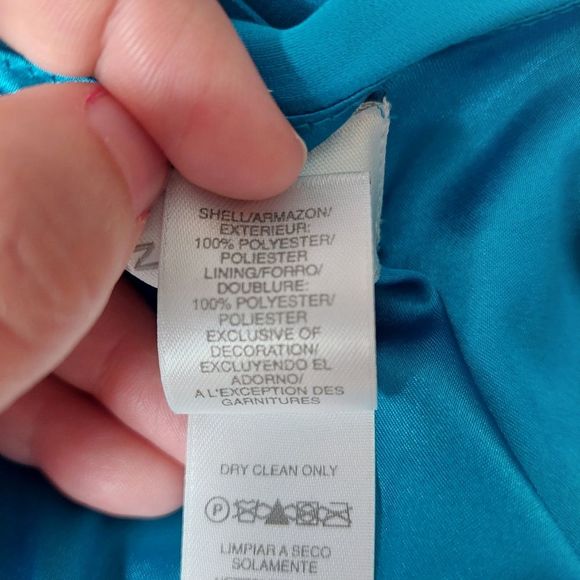 SHELL/ARMAZON/
EXTERIEUR:
100% POLYESTER/
POLIESTER
LINING/FORRO/
DOUBLURE:
100% POLYESTER/
POLIESTER
EXCLUSIVE OF
DECORATION/
EXCLUYENDO EL
ADORNO/
A L'EXCEPTION DES
GARNITURES
DRY CLEAN ONLY
P
LIMPIAR A SECO
SOLAMENTE